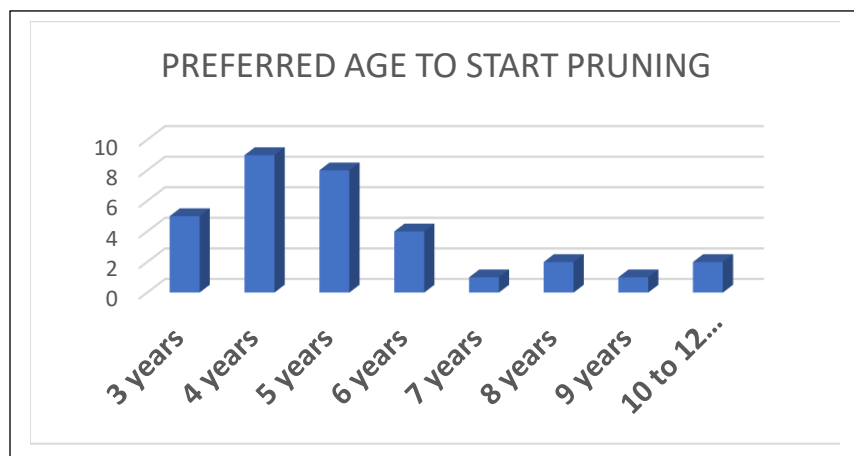 PREFERRED AGE TO START PRUNING
10
8
6
4
2
0
3 years
4 years
5 years
6 years
7 years
8 years
9 years
10 to 12...